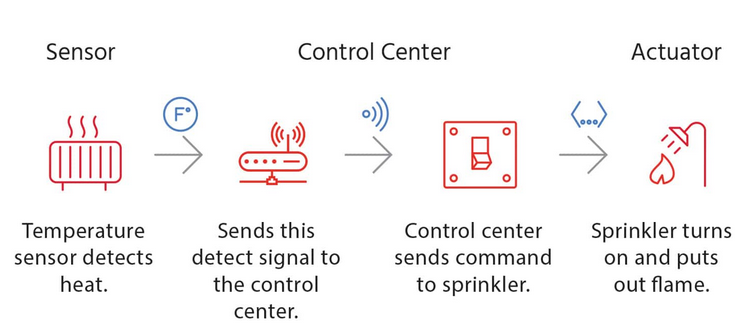 Sensor
Control Center
Actuator
F°
Temperature
sensor detects
heat.
Sends this
detect signal to
the control
center.
Control center
sends command
to sprinkler.
Sprinkler turns
on and puts
out flame.